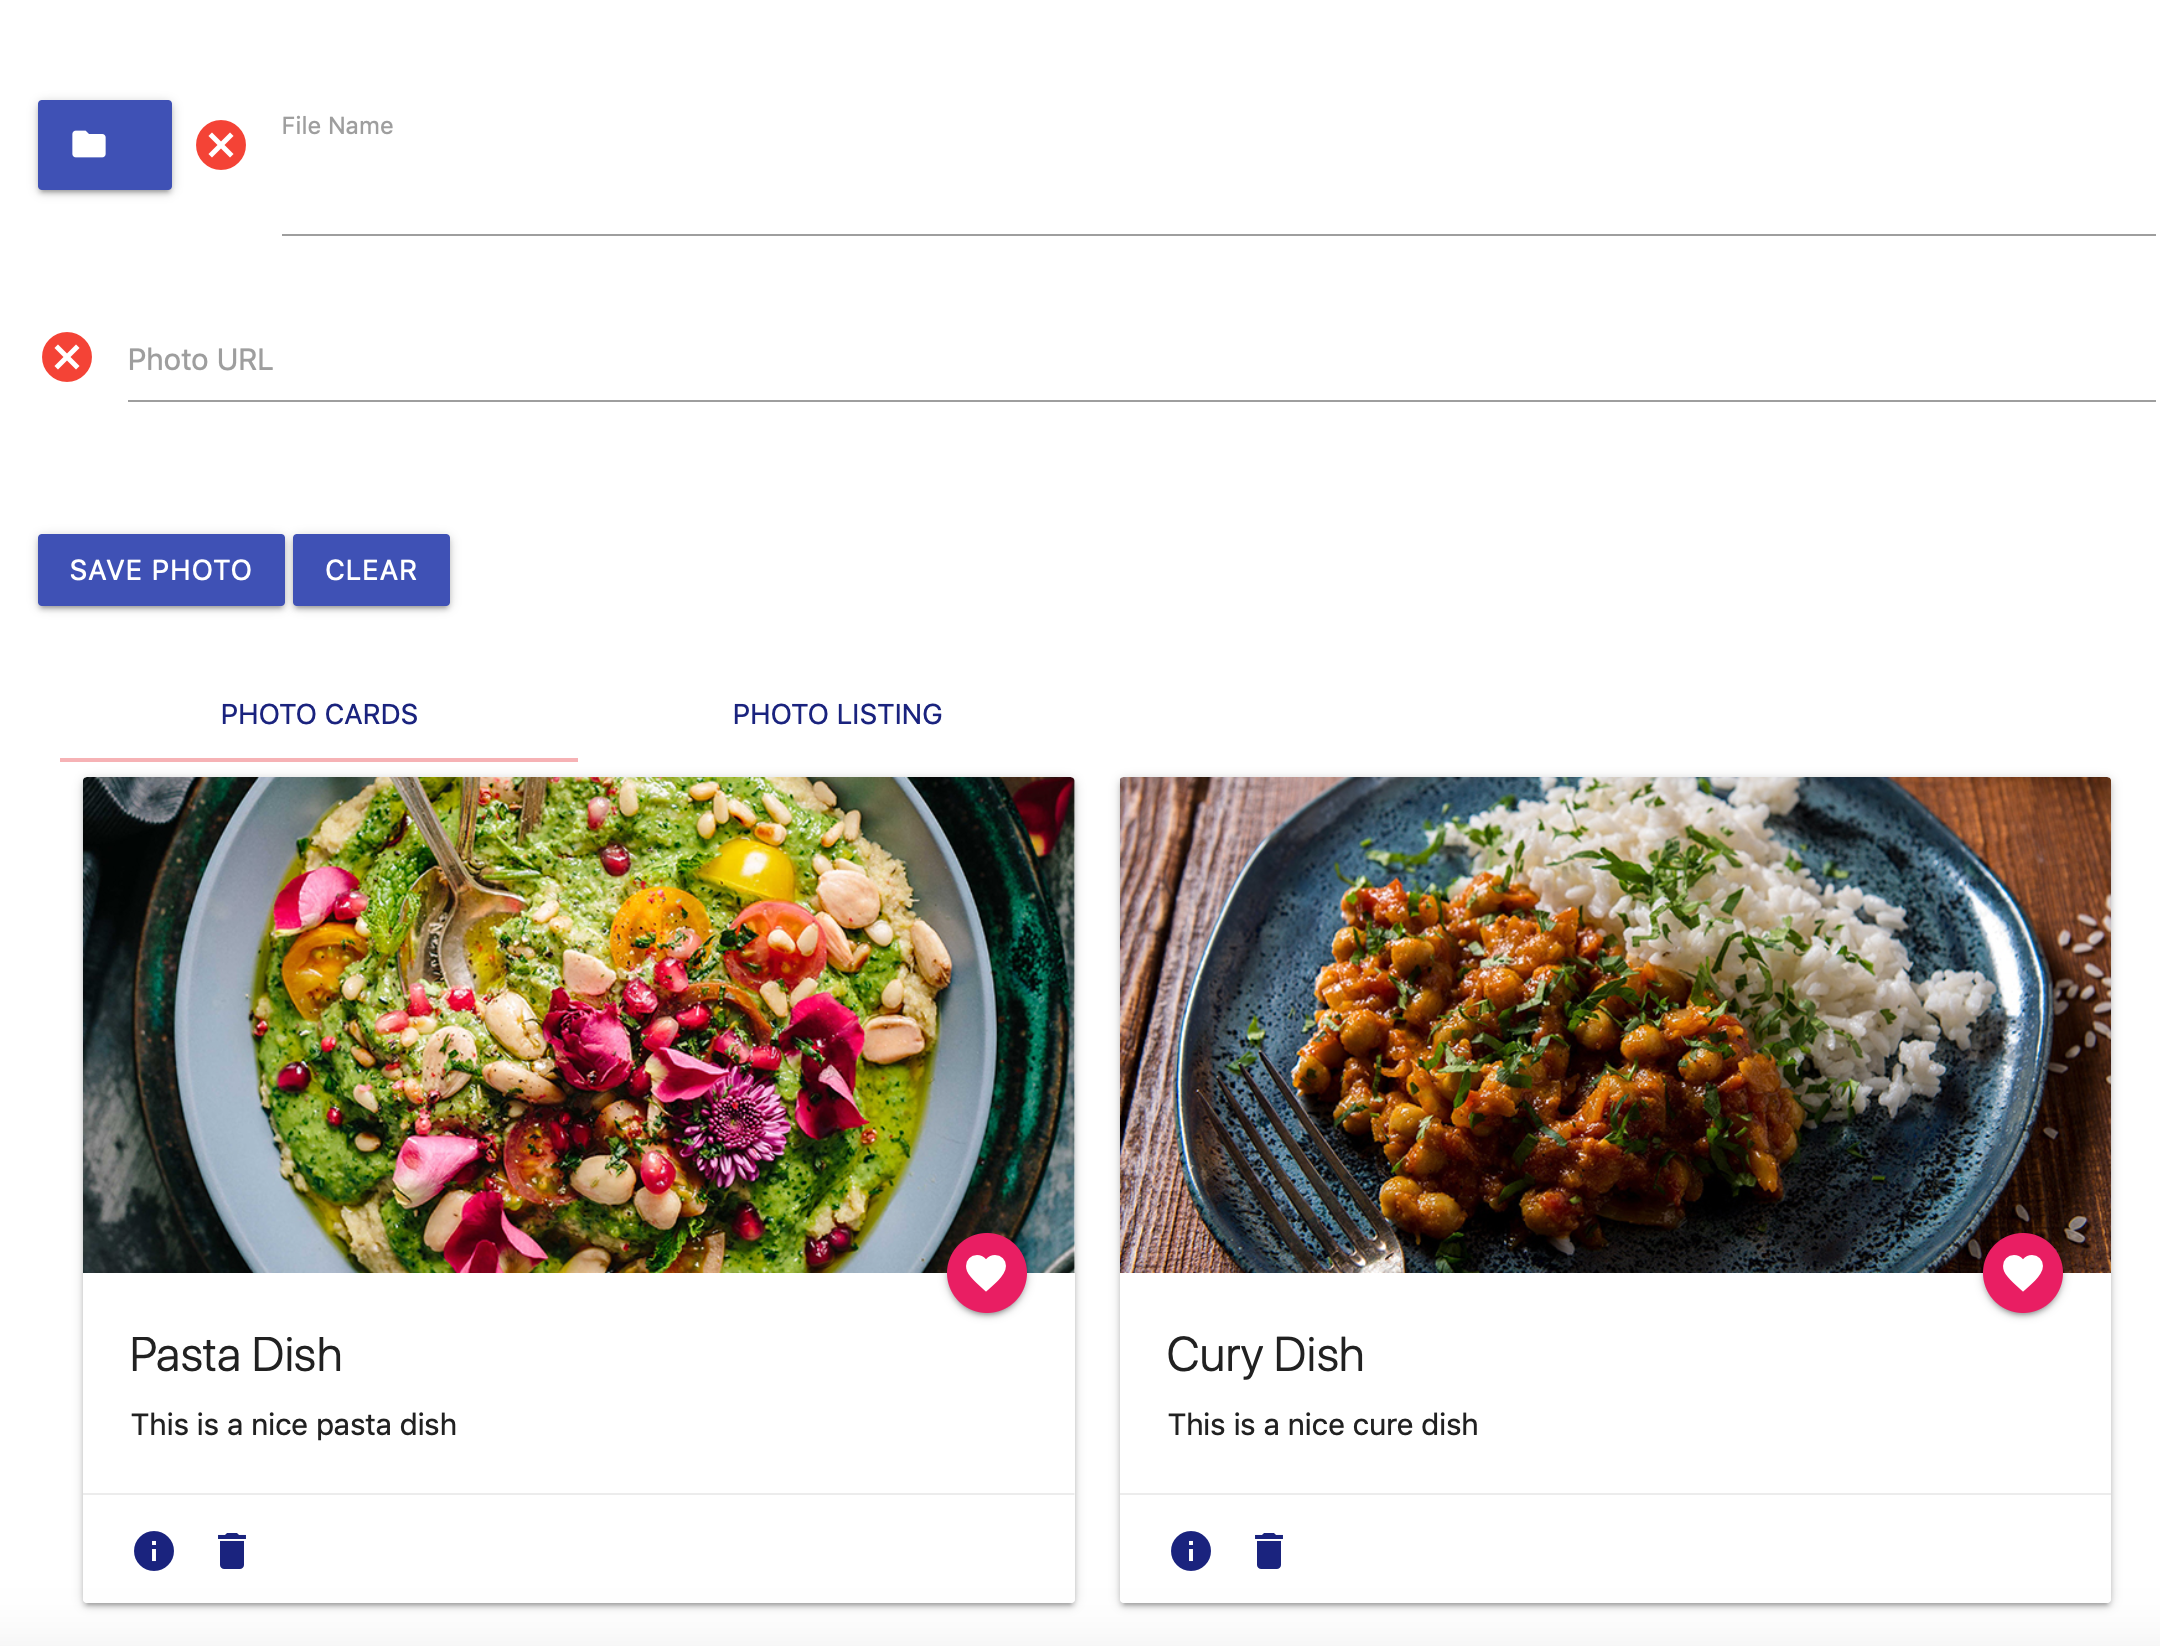 File Name
Photo URL
SAVE PHOTO
CLEAR
PHOTO CARDS
PHOTO LISTING
Pasta Dish
This is a nice pasta dish
Cury Dish
This is a nice cure dish